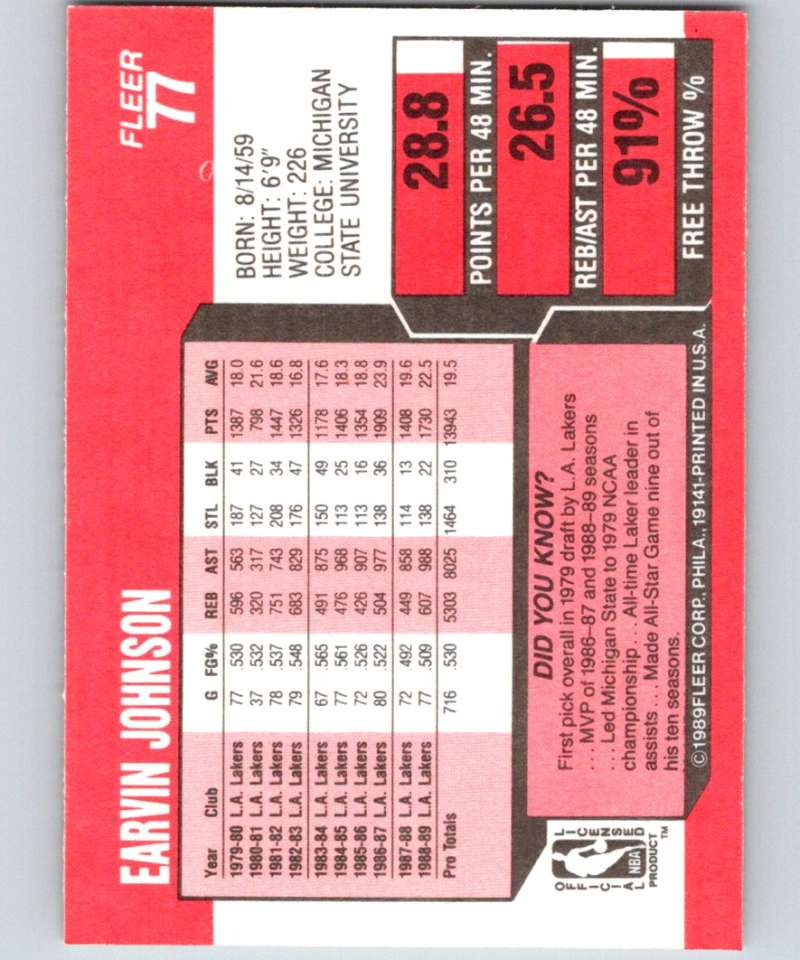 EARVIN JOHNSON
FLEER
77
Year Club G FG% REB AST STL BLK PTS AVG
1979-80 L.A. Lakers 77 .530 596 563 187 41 1387 18.0
1980-81 L.A. Lakers 37 .532 320 317 127 27 798 21.6
1981-82 L.A. Lakers 78 .537 751 743 208 34 1447 18.6
1982-83 L.A. Lakers 79 .548 683 829 176 47 1326 16.8
1983-84 L.A. Lakers 67 .565 491 875 150 49 1178 17.6
1984-85 L.A. Lakers 77 .561 476 968 113 25 1406 18.3
1985-86 L.A. Lakers 72 .526 426 907 113 16 1354 18.8
1986-87 L.A. Lakers 80 .522 504 977 138 36 1909 23.9
1987-88 L.A. Lakers 72 .492 449 858 114 13 1408 19.6
1988-89 L.A. Lakers 77 .509 607 988 138 22 1730 22.5
Pro Totals 716 .530 5303 8025 1464 310 13943 19.5
BORN: 8/14/59
HEIGHT: 6'9"
WEIGHT: 226
COLLEGE: MICHIGAN
STATE UNIVERSITY
28.8
POINTS PER 48 MIN.
26.5
REB/AST PER 48 MIN.
91%
FREE THROW %
DID YOU KNOW?
First pick overall in 1979 draft by L.A. Lakers
. . . MVP of 1986–87 and 1988–89 seasons
. . . Led Michigan State to 1979 NCAA
championship . . . All-time Laker leader in
assists . . . Made All-Star Game nine out of
his ten seasons.
OFFICIAL LICENSED
NBA
PRODUCT™
©1989FLEER CORP., PHILA., 19141-PRINTED IN U.S.A.